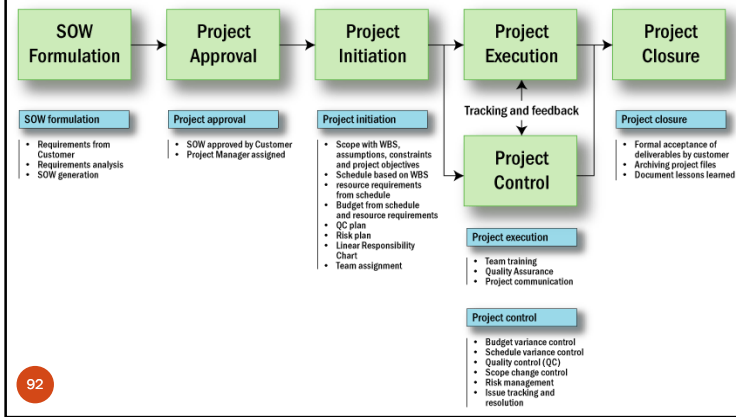 SOW
Formulation
Project
Approval
Project
Initiation
Project
Execution
Project
Closure
Tracking and feedback
Project
Control
SOW formulation
• Requirements from
Customer
• Requirements analysis
• SOW generation
Project approval
• SOW approved by Customer
• Project Manager assigned
Project initiation
• Scope with WBS,
assumptions, constraints
and project objectives
• Schedule based on WBS
• resource requirements
from schedule
• Budget from schedule
and resource requirements
• QC plan
• Risk plan
• Linear Responsibility
Chart
• Team assignment
Project execution
• Team training
• Quality Assurance
• Project communication
Project control
• Budget variance control
• Schedule variance control
• Quality control (QC)
• Scope change control
• Risk management
• Issue tracking and
resolution
Project closure
• Formal acceptance of
deliverables by customer
• Archiving project files
• Document lessons learned
92